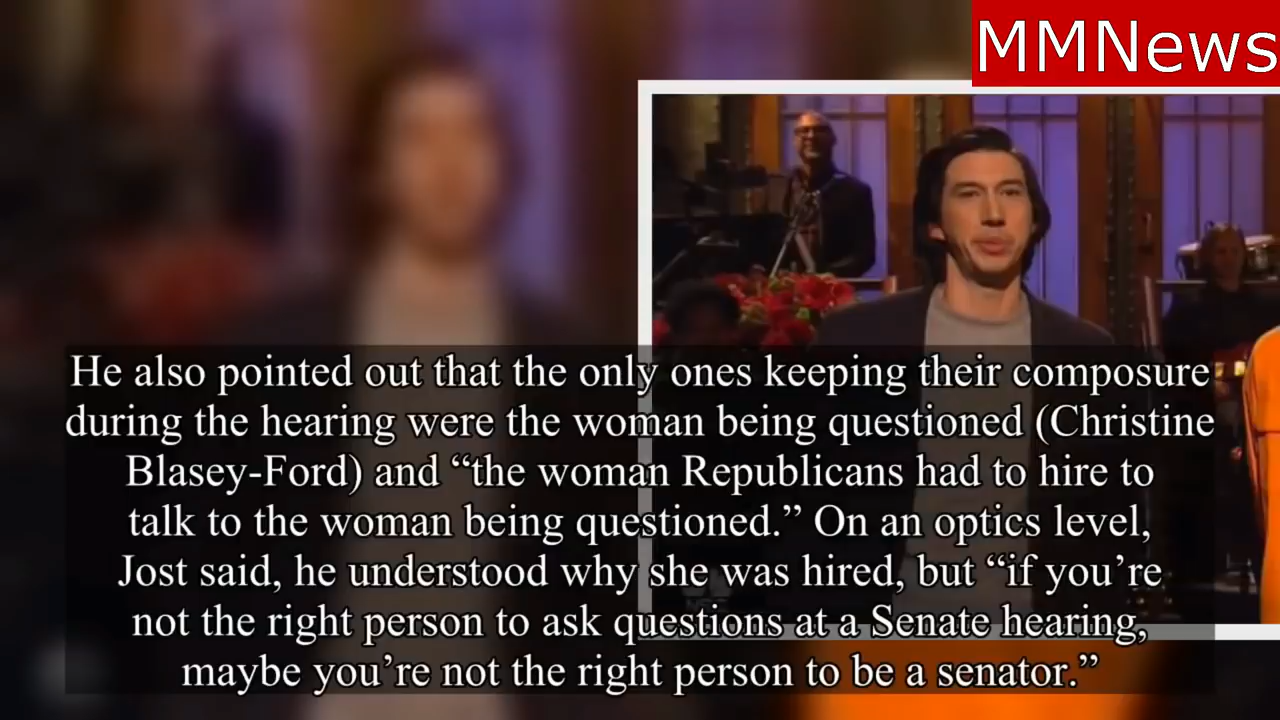 MMNews
He also pointed out that the only ones keeping their composure
during the hearing were the woman being questioned (Christine
Blasey-Ford) and “the woman Republicans had to hire to
talk to the woman being questioned.” On an optics level,
Jost said, he understood why she was hired, but “if you’re
not the right person to ask questions at a Senate hearing,
maybe you’re not the right person to be a senator.”